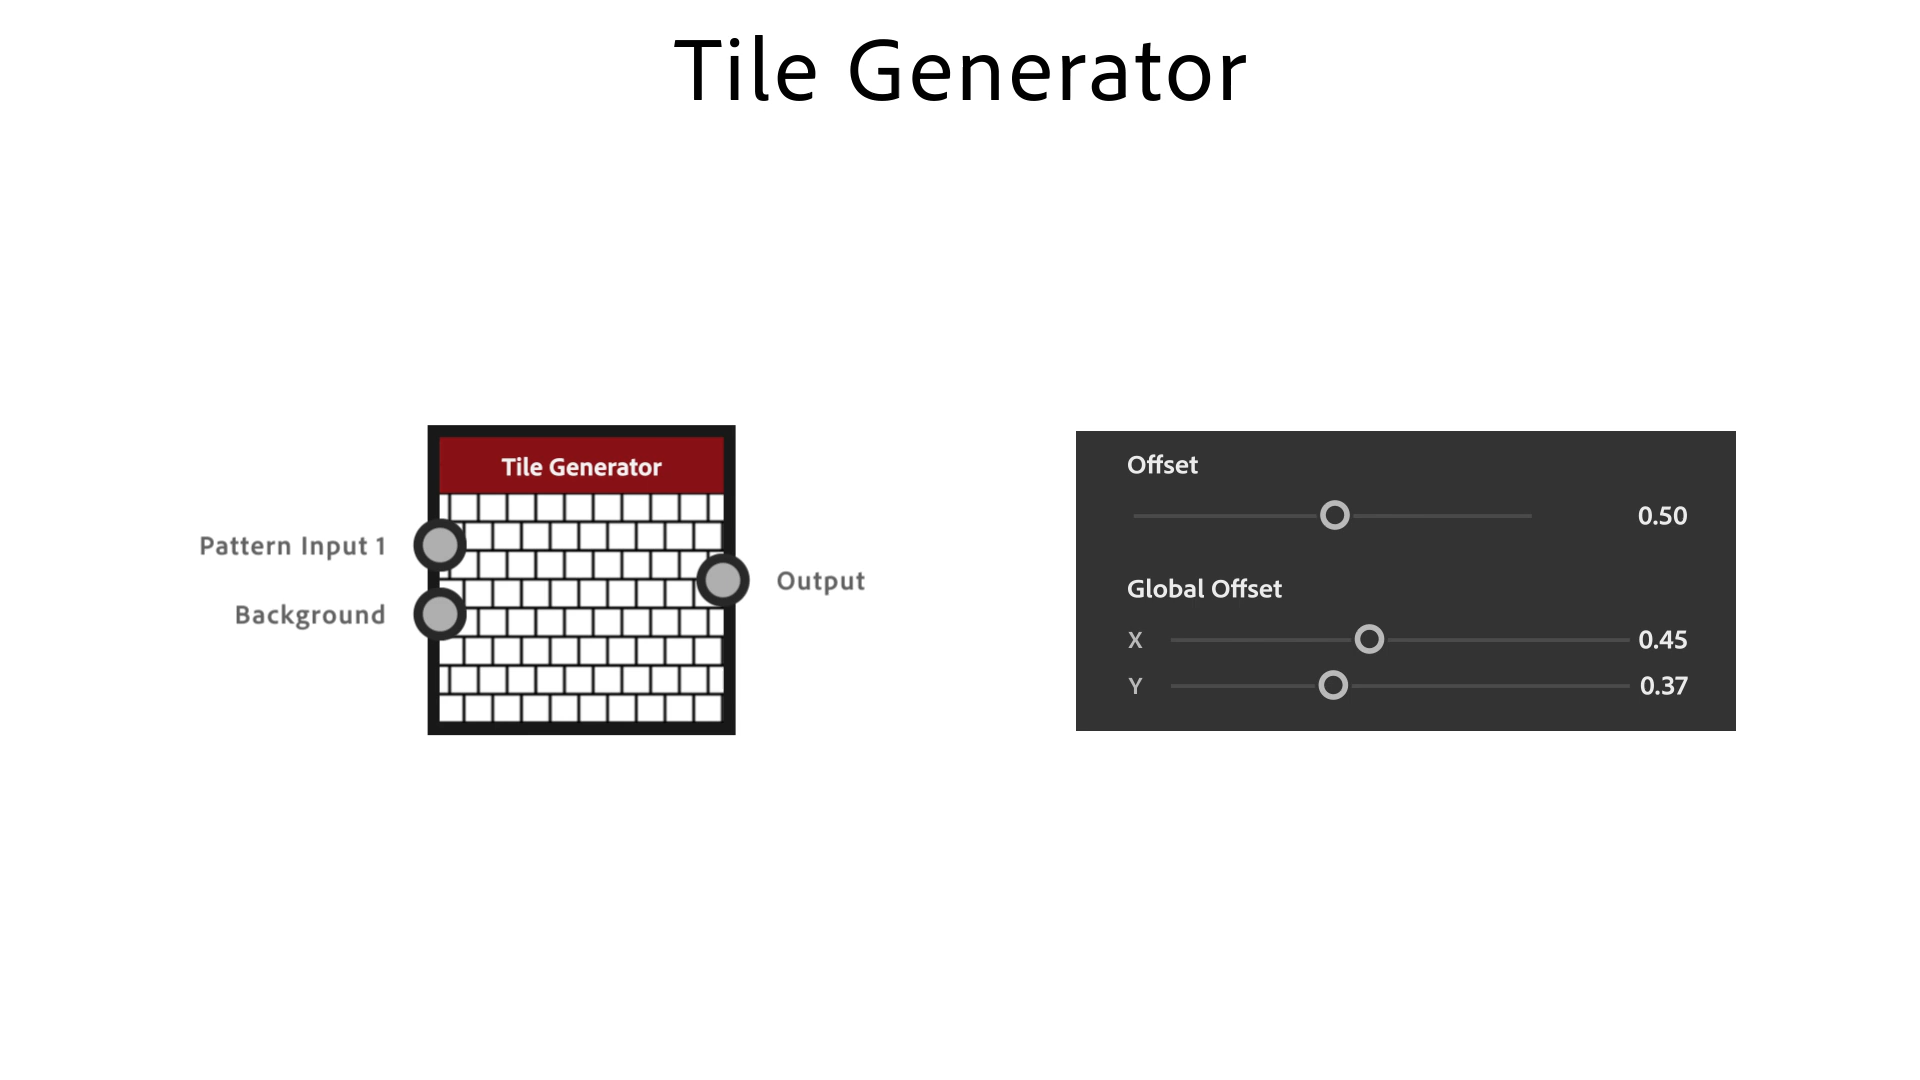 Tile Generator
Tile Generator
Pattern Input 1
Background
Output
Offset
0.50
Global Offset
X 0.45
Y 0.37